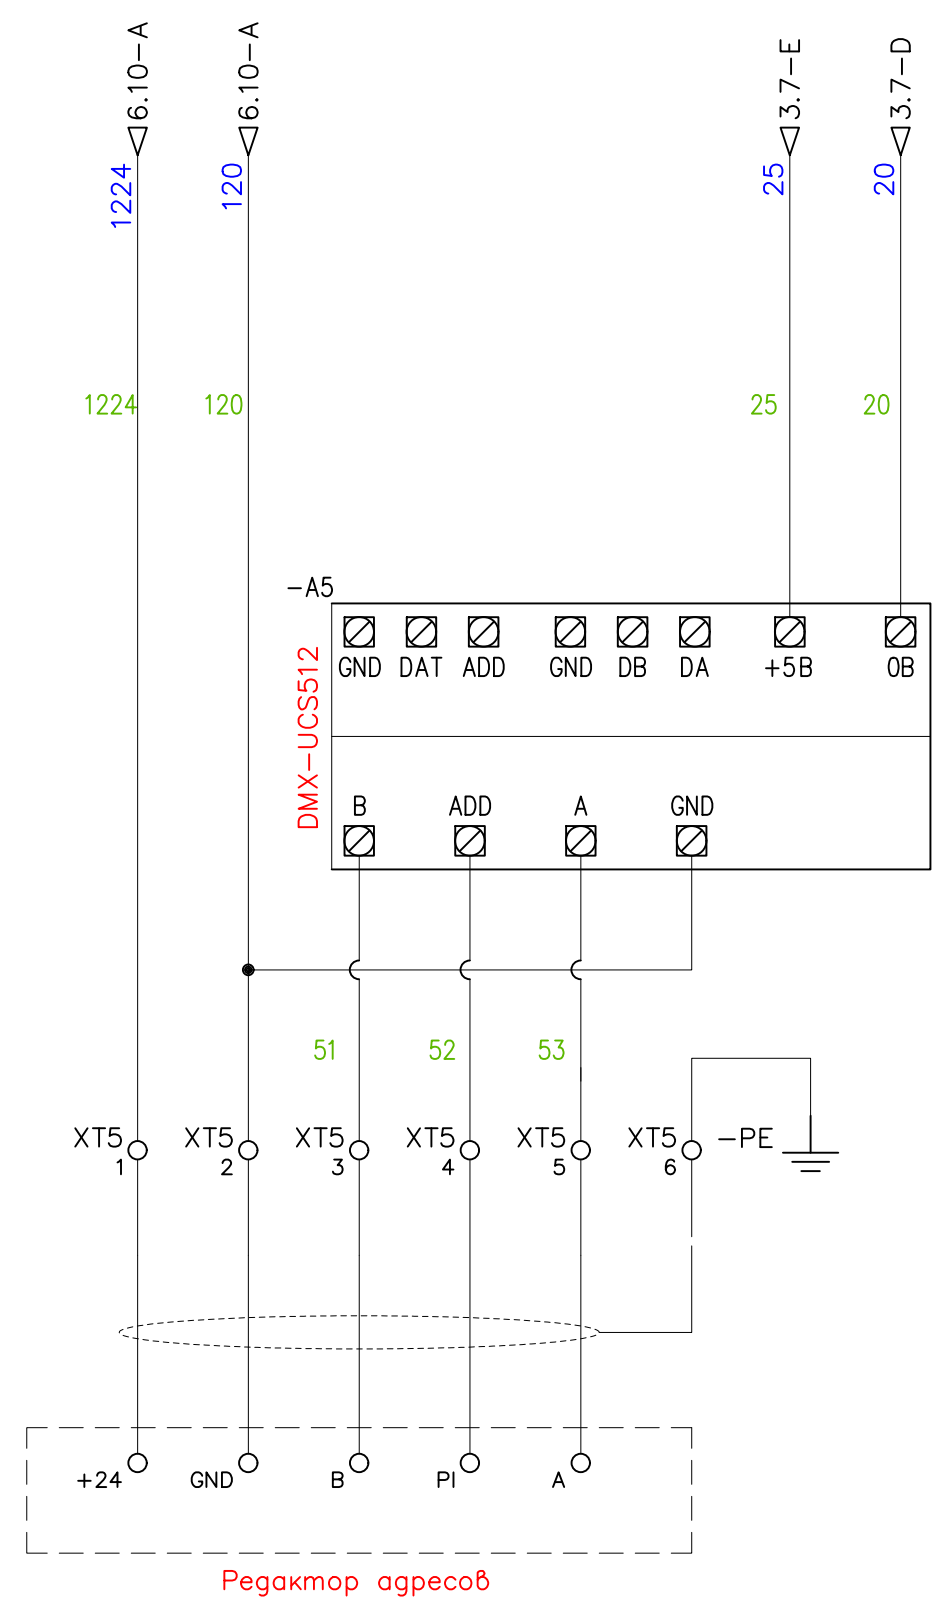 6.10-A
6.10-A
3.7-E
3.7-D
1224
120
25
20
1224
120
25
20
-A5
DMX-UCS512
GND DAT ADD GND DB DA +5В 0В
B ADD A GND
51 52 53
XT5 XT5 XT5 XT5 XT5 XT5 -PE
1 2 3 4 5 6
+24 GND B PI A
Редактор адресов